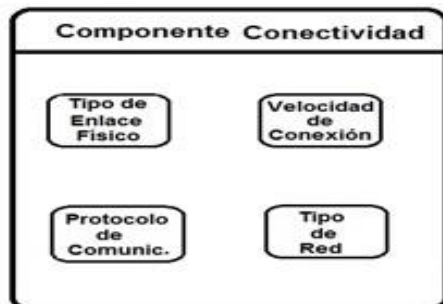 Componente Conectividad
Tipo de
Enlace
Físico
Velocidad
de
Conexión
Protocolo
de
Comunic.
Tipo
de
Red